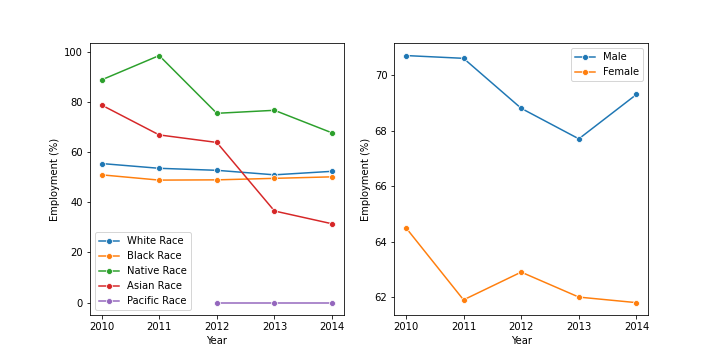 100
80
60
40
20
0
Employment (%)
White Race
Black Race
Native Race
Asian Race
Pacific Race
2010 2011 2012 2013 2014
Year
70
68
66
64
62
Employment (%)
Male
Female
2010 2011 2012 2013 2014
Year